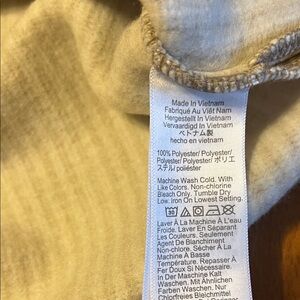 Made In Vietnam
Fabriqué Au Viêt Nam
Hergestellt In Vietnam
Vervaardigd In Vietnam
ベトナム製
hecho en vietnam
100% Polyester/ Polyester/
Polyester/ Polyester/ ポリエ
ステル/ poliéster
Machine Wash Cold. With
Like Colors. Non-chlorine
Bleach Only. Tumble Dry
Low. Iron On Lowest Setting.
Laver À La Machine À L'eau
Froide. Laver En Séparant
Les Couleurs. Seulement
Agent De Blanchiment
Non-chlore. Sécher À La
Machine À Basse
Température. Repasser À
Fer Doux Si Nécessaire.
In Der Maschine Kalt
Waschen. Mit Ähnlichen
Farben Waschen. Nur
Chlorfreies Bleichmittel